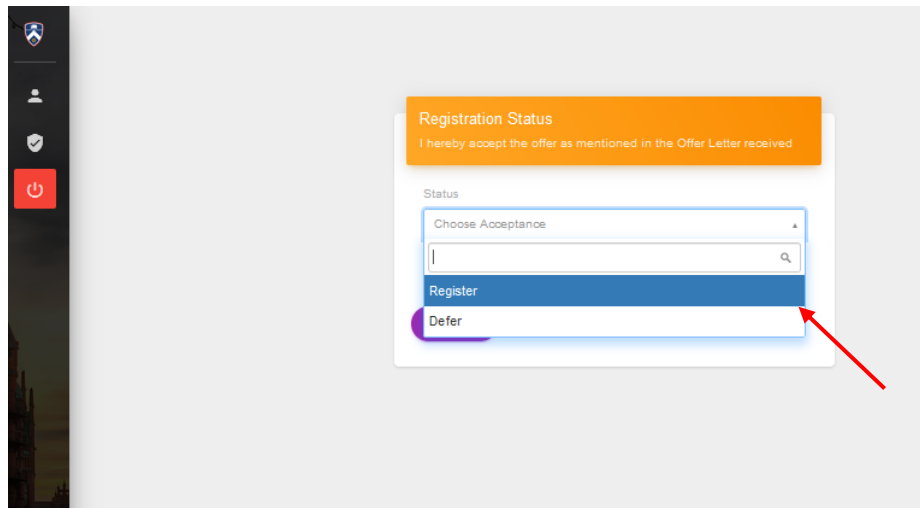 Registration Status
I hereby accept the offer as mentioned in the Offer Letter received
Status
Choose Acceptance
Register
Defer